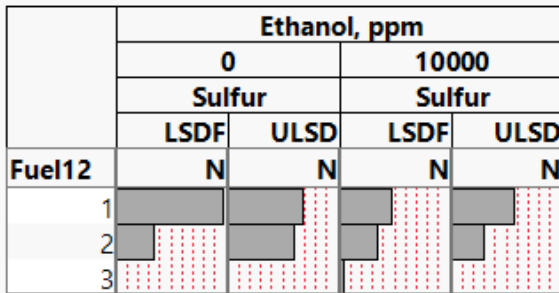 Ethanol, ppm
0 10000
Sulfur Sulfur
LSDF ULSD LSDF ULSD
Fuel12 N N N N
1
2
3